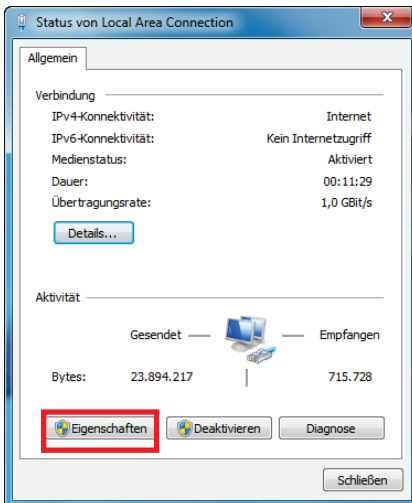 Status von Local Area Connection
Allgemein
Verbindung
IPv4-Konnektivität: Internet
IPv6-Konnektivität: Kein Internetzugriff
Medienstatus: Aktiviert
Dauer: 00:11:29
Übertragungsrate: 1,0 GBit/s
Details...
Aktivität
Gesendet Empfangen
Bytes: 23.894.217 715.728
Eigenschaften Deaktivieren Diagnose
Schließen